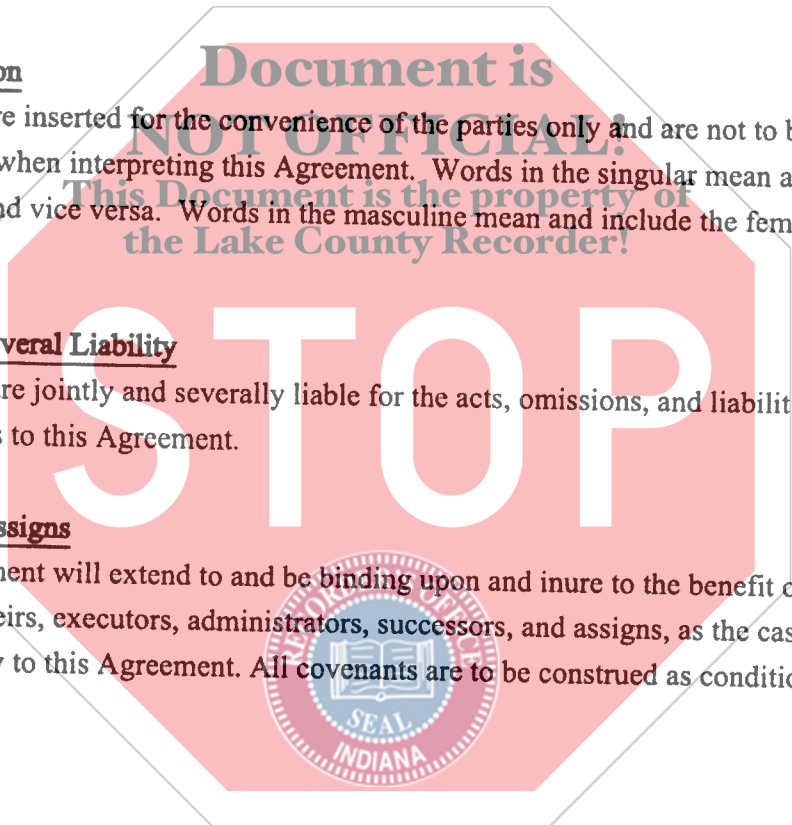 Document is
on
NOT OFFICIAL!
re inserted for the convenience of the parties only and are not to b
when interpreting this Agreement. Words in the singular mean a
This Document is the property of
nd vice versa. Words in the masculine mean and include the fem
the Lake County Recorder!
STOP
veral Liability
re jointly and severally liable for the acts, omissions, and liabilit
s to this Agreement.
ssigns
nent will extend to and be binding upon and inure to the benefit o
eirs, executors, administrators, successors, and assigns, as the cas
y to this Agreement. All covenants are to be construed as conditio
RECORDER'S OFFICE
SEAL
INDIANA